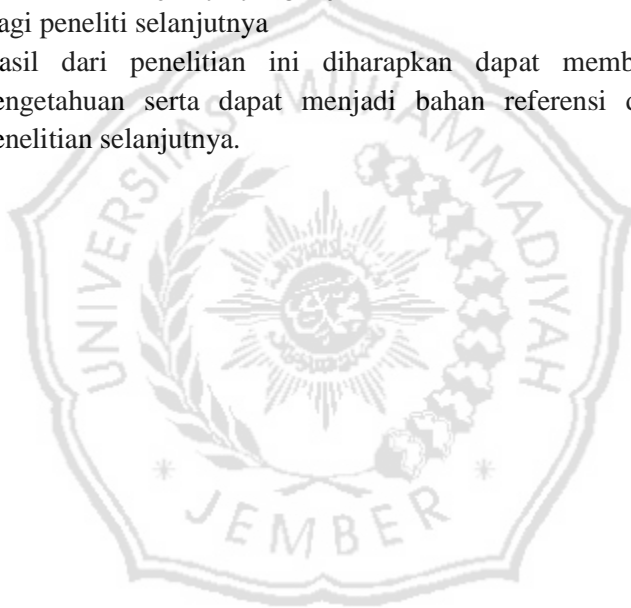 agi peneliti selanjutnya
asil dari penelitian ini diharapkan dapat memb
engetahuan serta dapat menjadi bahan referensi
enelitian selanjutnya.
UNIVERSITAS MUHAMMADIYAH
JEMBER